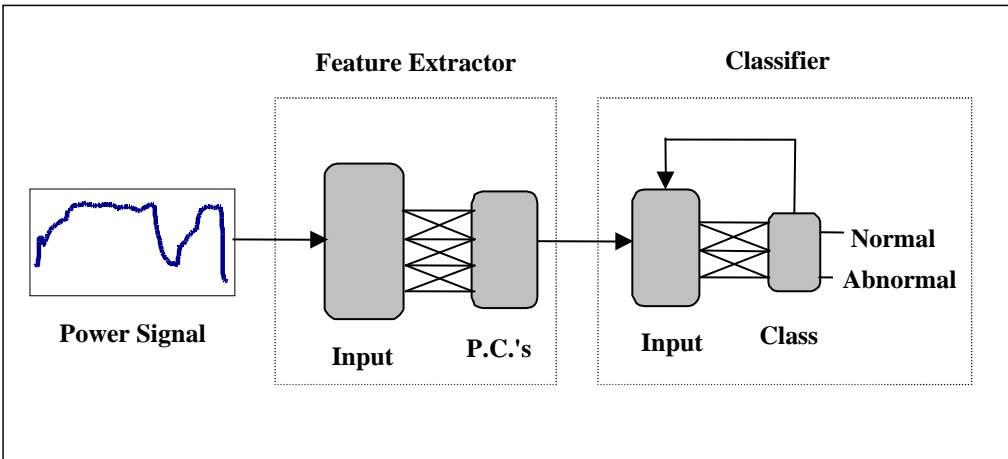 Feature Extractor
Classifier
Normal
Abnormal
Power Signal
Input
P.C.'s
Input
Class